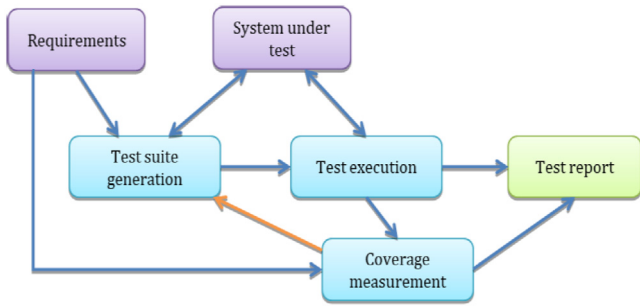 Requirements
System under
test
Test suite
generation
Test execution
Test report
Coverage
measurement